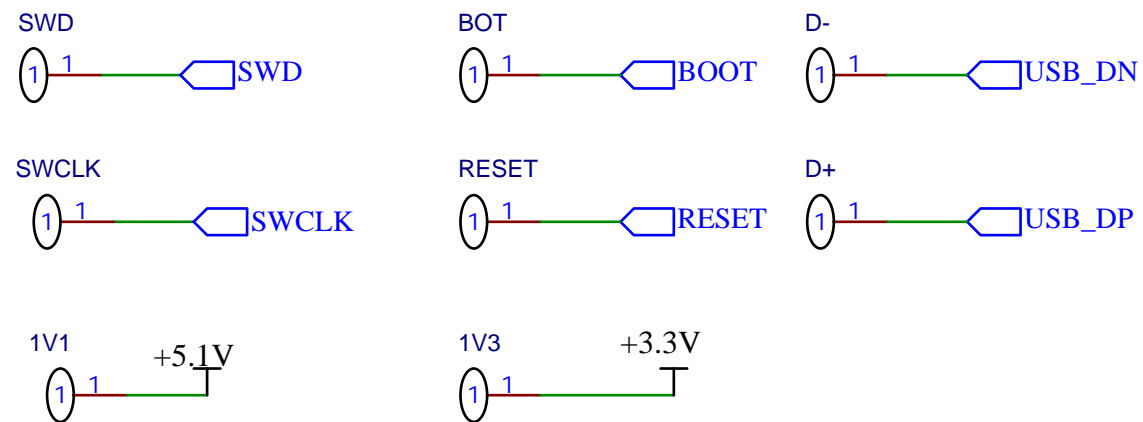 SWD
1 1 SWD
BOT
1 1 BOOT
D-
1 1 USB_DN
SWCLK
1 1 SWCLK
RESET
1 1 RESET
D+
1 1 USB_DP
1V1
1 1 +5.1V
1V3
1 1 +3.3V